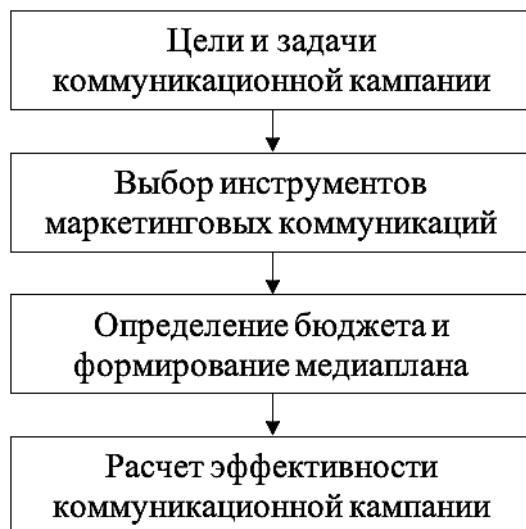 Цели и задачи
коммуникационной кампании
Выбор инструментов
маркетинговых коммуникаций
Определение бюджета и
формирование медиаплана
Расчет эффективности
коммуникационной кампании